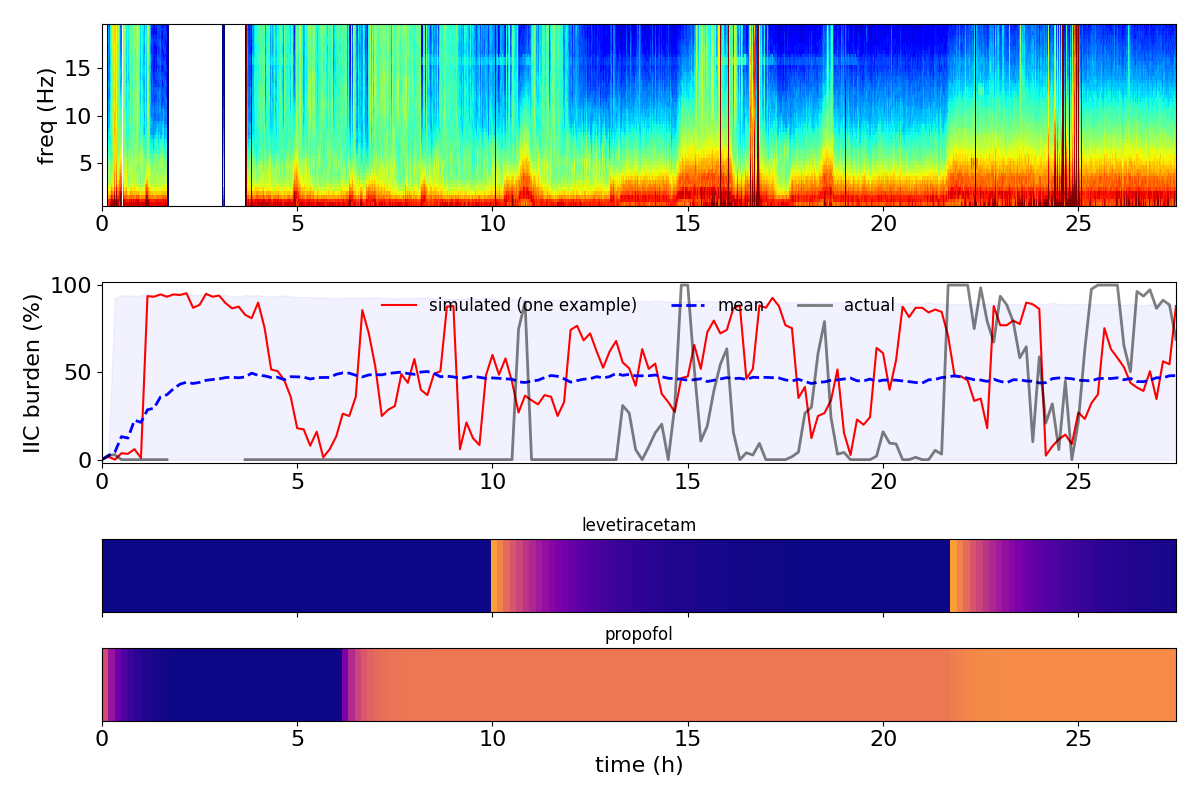 freq (Hz)
15
10
5
0 5 10 15 20 25
IIC burden (%)
100
50
0
simulated (one example) mean actual
0 5 10 15 20 25
levetiracetam
propofol
0 5 10 15 20 25
time (h)